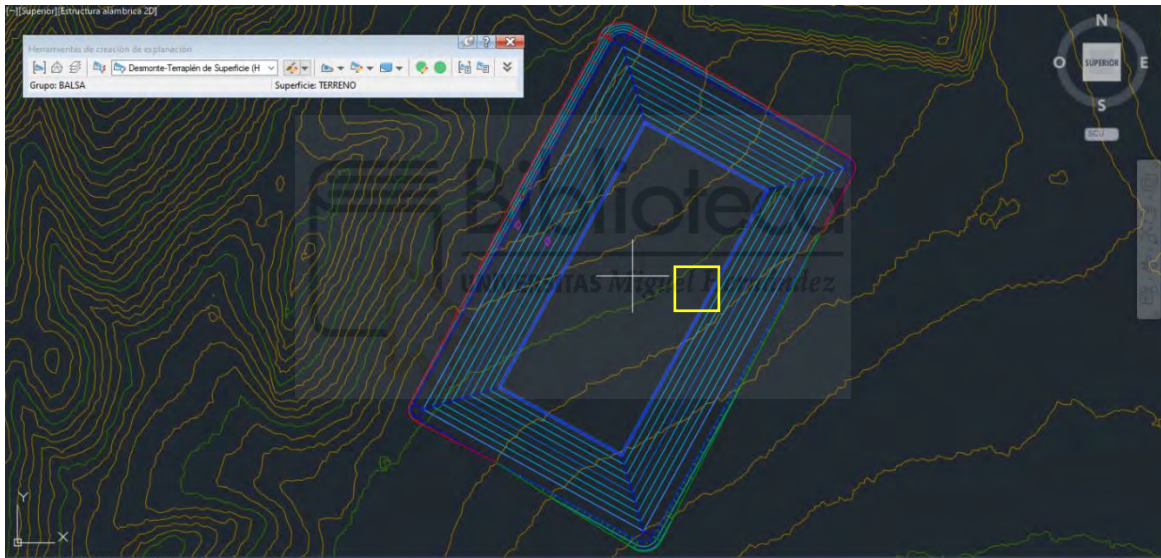 [−][Superior][Estructura alámbrica 2D]
N
Herramientas de creación de explanación
Desmonte-Terraplén de Superficie (H
SUPERIOR
O
E
Grupo: BALSA
Superficie: TERRENO
S
SCU
Biblioteca
UNIVERSITAS Miguel Hernández
Y
X